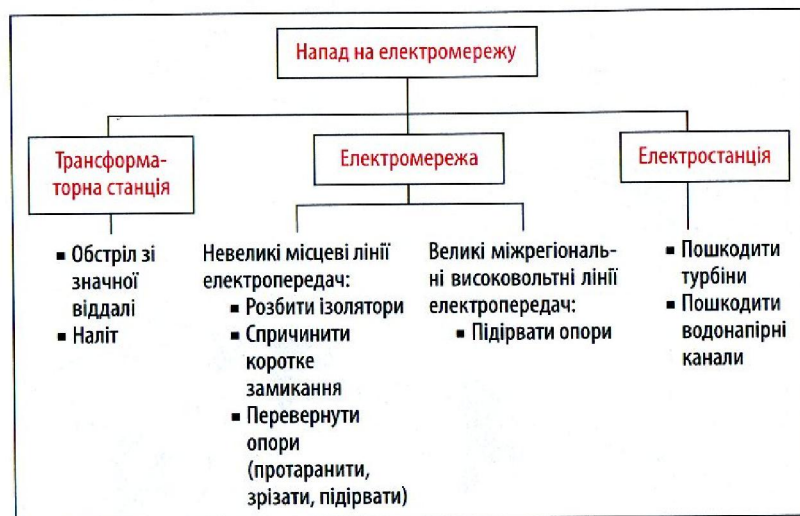 Напад на електромережу
Трансформа-
торна станція
Електромережа
Електростанція
▪ Обстріл зі
значної
віддалі
▪ Наліт
Невеликі місцеві лінії
електропередач:
▪ Розбити ізолятори
▪ Спричинити
коротке
замикання
▪ Перевернути
опори
(протаранити,
зрізати, підірвати)
Великі міжрегіональ-
ні високовольтні лінії
електропередач:
▪ Підірвати опори
▪ Пошкодити
турбіни
▪ Пошкодити
водонапірні
канали